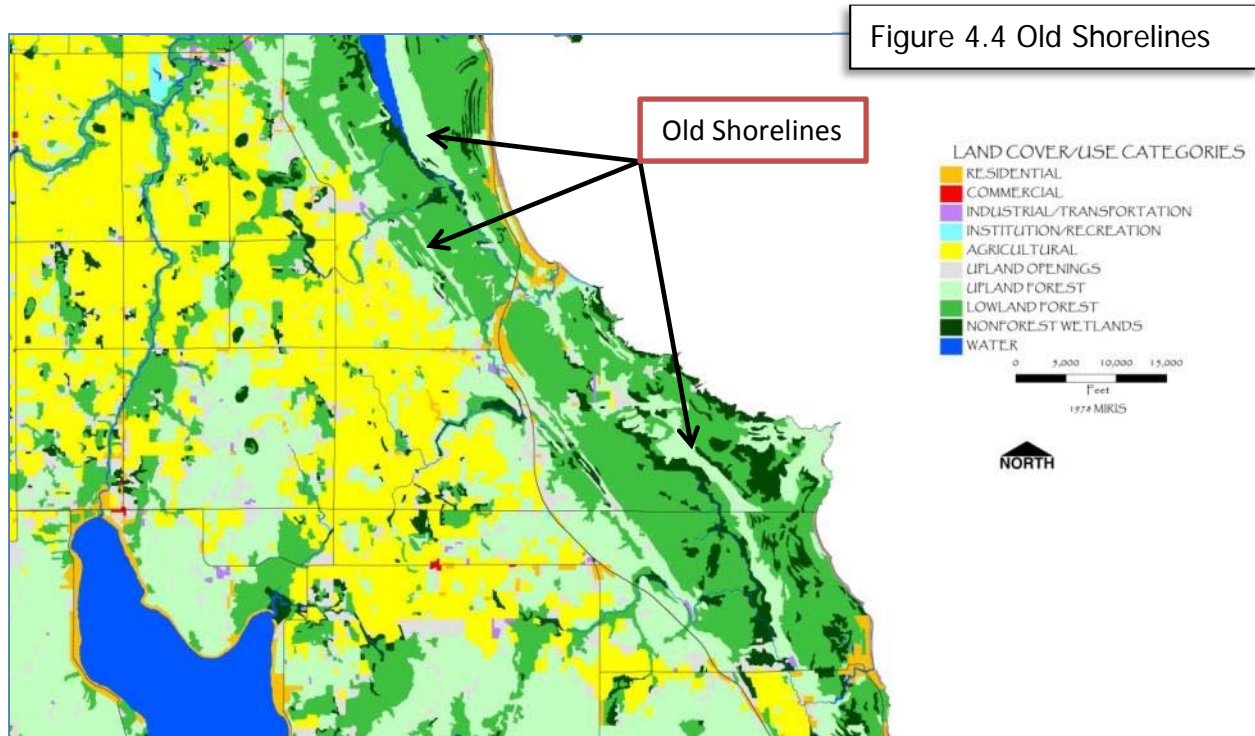 Figure 4.4 Old Shorelines
Old Shorelines
LAND COVER/USE CATEGORIES
RESIDENTIAL
COMMERCIAL
INDUSTRIAL/TRANSPORTATION
INSTITUTION/RECREATION
AGRICULTURAL
UPLAND OPENINGS
UPLAND FOREST
LOWLAND FOREST
NONFOREST WETLANDS
WATER
0 5,000 10,000 15,000
Feet
1978 MIRIS
NORTH